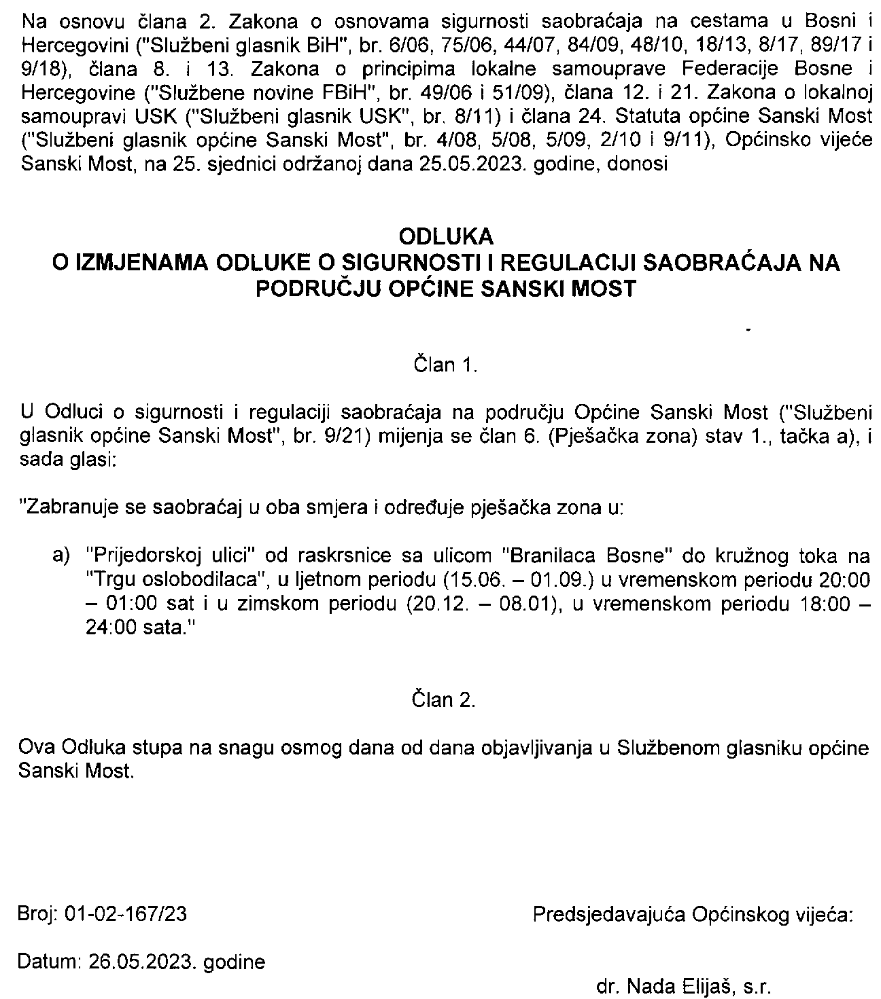 Na osnovu člana 2. Zakona o osnovama sigurnosti saobraćaja na cestama u Bosni i
Hercegovini ("Službeni glasnik BiH", br. 6/06, 75/06, 44/07, 84/09, 48/10, 18/13, 8/17, 89/17 i
9/18), člana 8. i 13. Zakona o principima lokalne samouprave Federacije Bosne i
Hercegovine ("Službene novine FBiH", br. 49/06 i 51/09), člana 12. i 21. Zakona o lokalnoj
samoupravi USK ("Službeni glasnik USK", br. 8/11) i člana 24. Statuta općine Sanski Most
("Službeni glasnik općine Sanski Most", br. 4/08, 5/08, 5/09, 2/10 i 9/11), Općinsko vijeće
Sanski Most, na 25. sjednici održanoj dana 25.05.2023. godine, donosi
ODLUKA
O IZMJENAMA ODLUKE O SIGURNOSTI I REGULACIJI SAOBRAĆAJA NA
PODRUČJU OPĆINE SANSKI MOST
Član 1.
U Odluci o sigurnosti i regulaciji saobraćaja na području Općine Sanski Most ("Službeni
glasnik općine Sanski Most", br. 9/21) mijenja se član 6. (Pješačka zona) stav 1., tačka a), i
sada glasi:
"Zabranuje se saobraćaj u oba smjera i određuje pješačka zona u:
a) "Prijedorskoj ulici" od raskrsnice sa ulicom "Branilaca Bosne" do kružnog toka na
"Trgu oslobodilaca", u ljetnom periodu (15.06. – 01.09.) u vremenskom periodu 20:00
– 01:00 sat i u zimskom periodu (20.12. – 08.01), u vremenskom periodu 18:00 –
24:00 sata."
Član 2.
Ova Odluka stupa na snagu osmog dana od dana objavljivanja u Službenom glasniku općine
Sanski Most.
Broj: 01-02-167/23
Predsjedavajuća Općinskog vijeća:
Datum: 26.05.2023. godine
dr. Nada Elijaš, s.r.